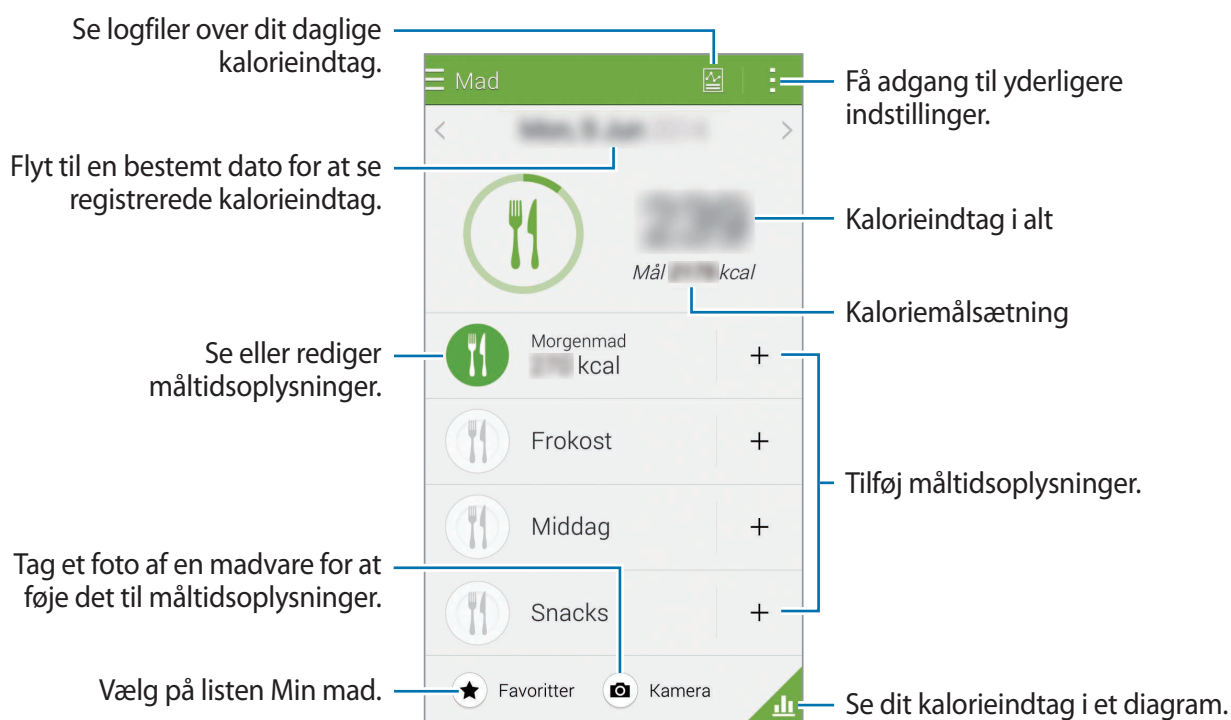 Se logfiler over dit daglige
kalorieindtag.
Mad
Få adgang til yderligere
indstillinger.
Flyt til en bestemt dato for at se
registrerede kalorieindtag.
Kalorieindtag i alt
Mål kcal
Kaloriemålsætning
Se eller rediger
måltidsoplysninger.
Morgenmad
kcal
+
Frokost
+
Tilføj måltidsoplysninger.
Middag
+
Tag et foto af en madvare for at
føje det til måltidsoplysninger.
Snacks
+
Vælg på listen Min mad.
Favoritter
Kamera
Se dit kalorieindtag i et diagram.